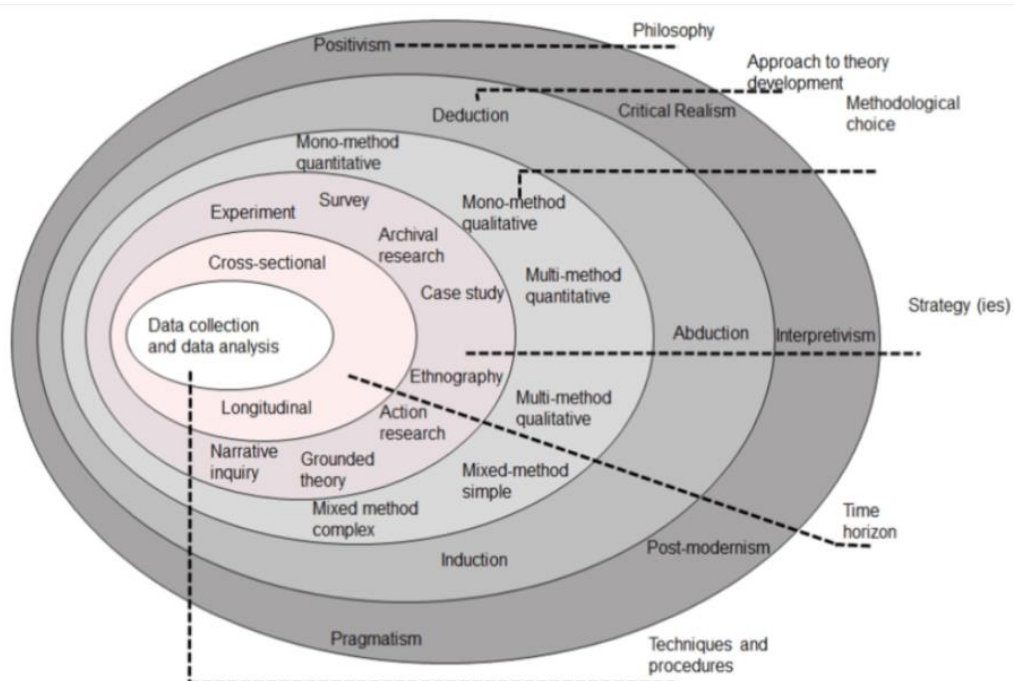 Philosophy
Positivism
Approach to theory
development
Methodological
choice
Critical Realism
Deduction
Mono-method
quantitative
Mono-method
qualitative
Survey
Experiment
Archival
research
Cross-sectional
Case study
Multi-method
quantitative
Strategy (ies)
Data collection
and data analysis
Abduction
Interpretivism
Ethnography
Longitudinal
Action
research
Multi-method
qualitative
Narrative
inquiry
Grounded
theory
Mixed-method
simple
Mixed method
complex
Time
horizon
Post-modernism
Induction
Pragmatism
Techniques and
procedures